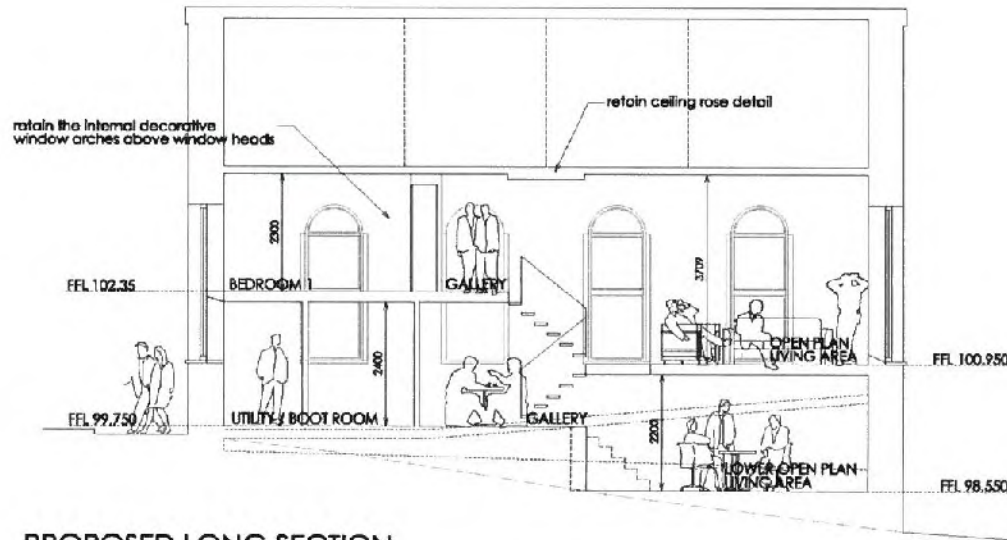 retain ceiling rose detail
retain the internal decorative
window arches above window heads
2300
3709
FFL 102.35
BEDROOM 1
GALLERY
2400
OPEN PLAN
LIVING AREA
FFL 100.950
FFL 99.750
UTILITY / BOOT ROOM
GALLERY
2200
LOWER OPEN PLAN
LIVING AREA
FFL 98.550
PROPOSED LONG SECTION